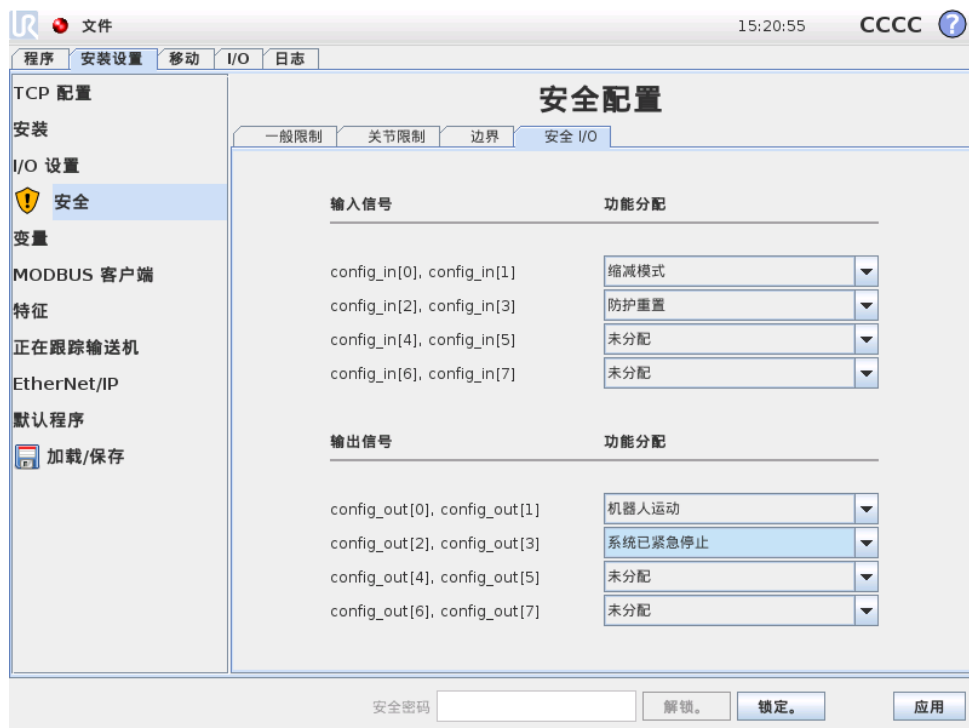 UR 文件 15:20:55 CCCC ?
程序 安装设置 移动 I/O 日志
TCP 配置
安装
I/O 设置
安全
变量
MODBUS 客户端
特征
正在跟踪输送机
EtherNet/IP
默认程序
加载/保存
安全配置
一般限制 关节限制 边界 安全 I/O
输入信号 功能分配
config_in[0], config_in[1] 缩减模式
config_in[2], config_in[3] 防护重置
config_in[4], config_in[5] 未分配
config_in[6], config_in[7] 未分配
输出信号 功能分配
config_out[0], config_out[1] 机器人运动
config_out[2], config_out[3] 系统已紧急停止
config_out[4], config_out[5] 未分配
config_out[6], config_out[7] 未分配
安全密码 解锁。 锁定。 应用